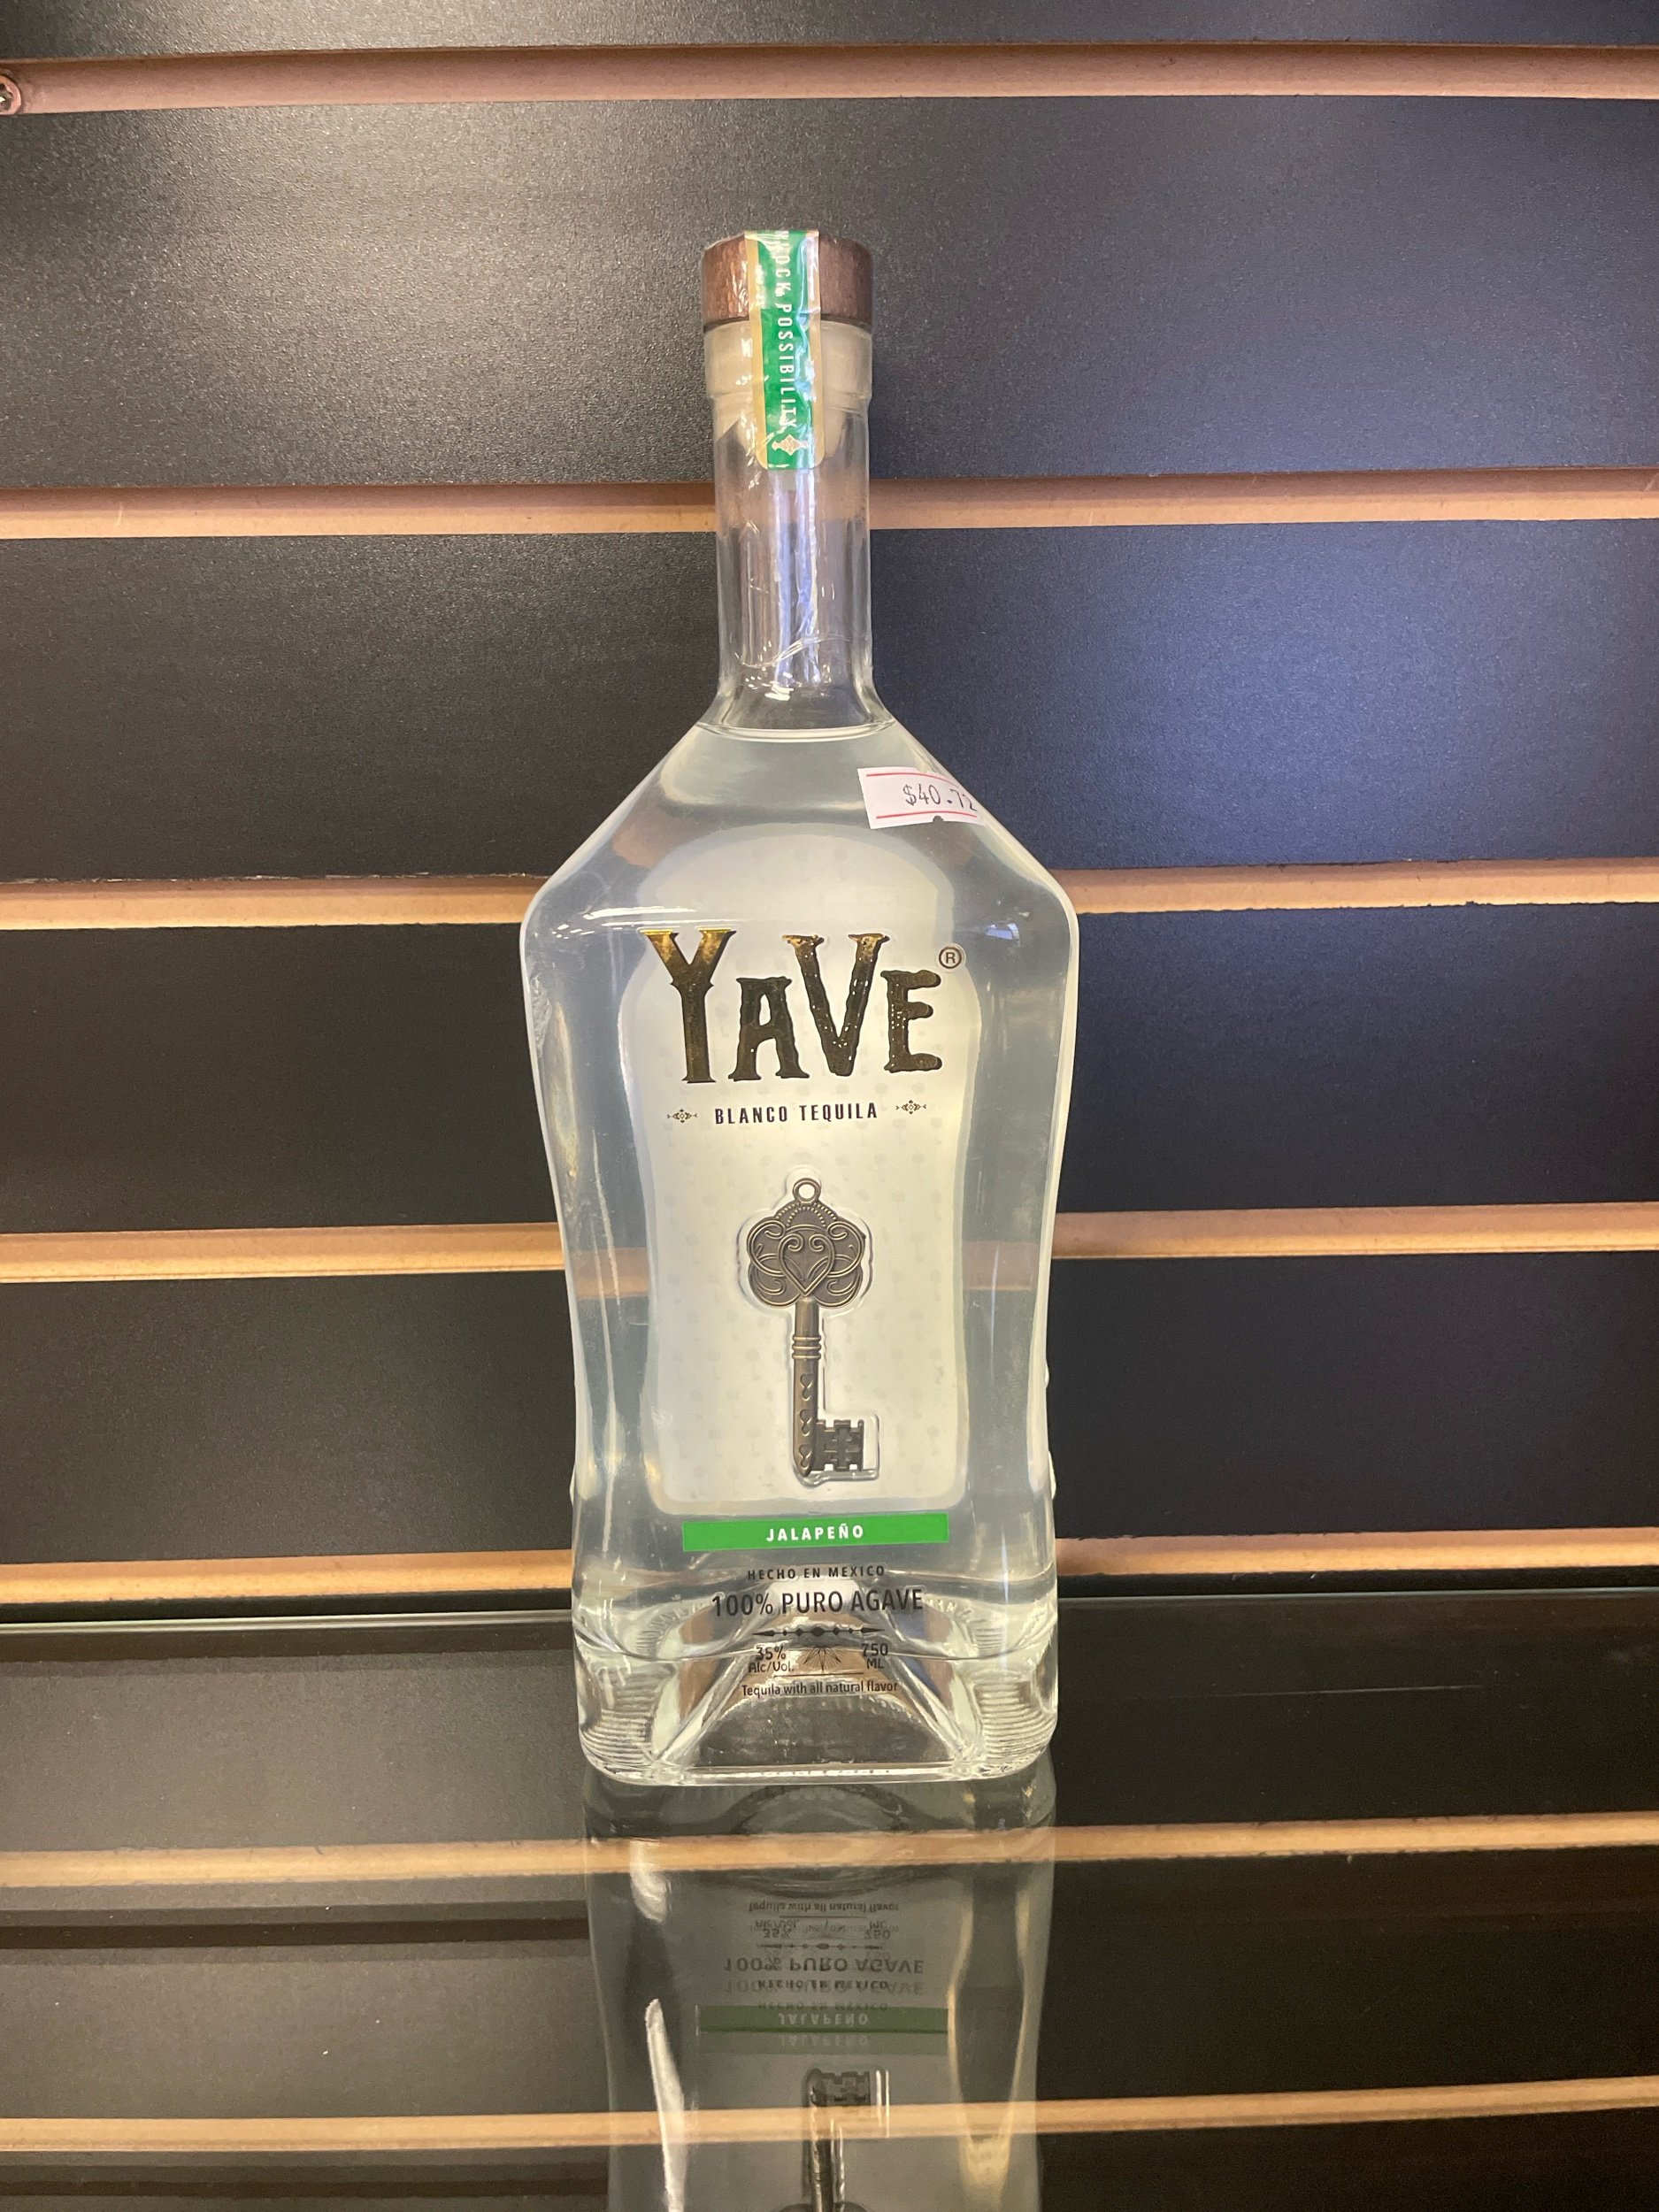 POSSIBILITY
$40.72
YAVE®
BLANCO TEQUILA
JALAPEÑO
HECHO EN MEXICO
100% PURO AGAVE
35% 750
Alc/Vol. ML
Tequila with all natural flavor